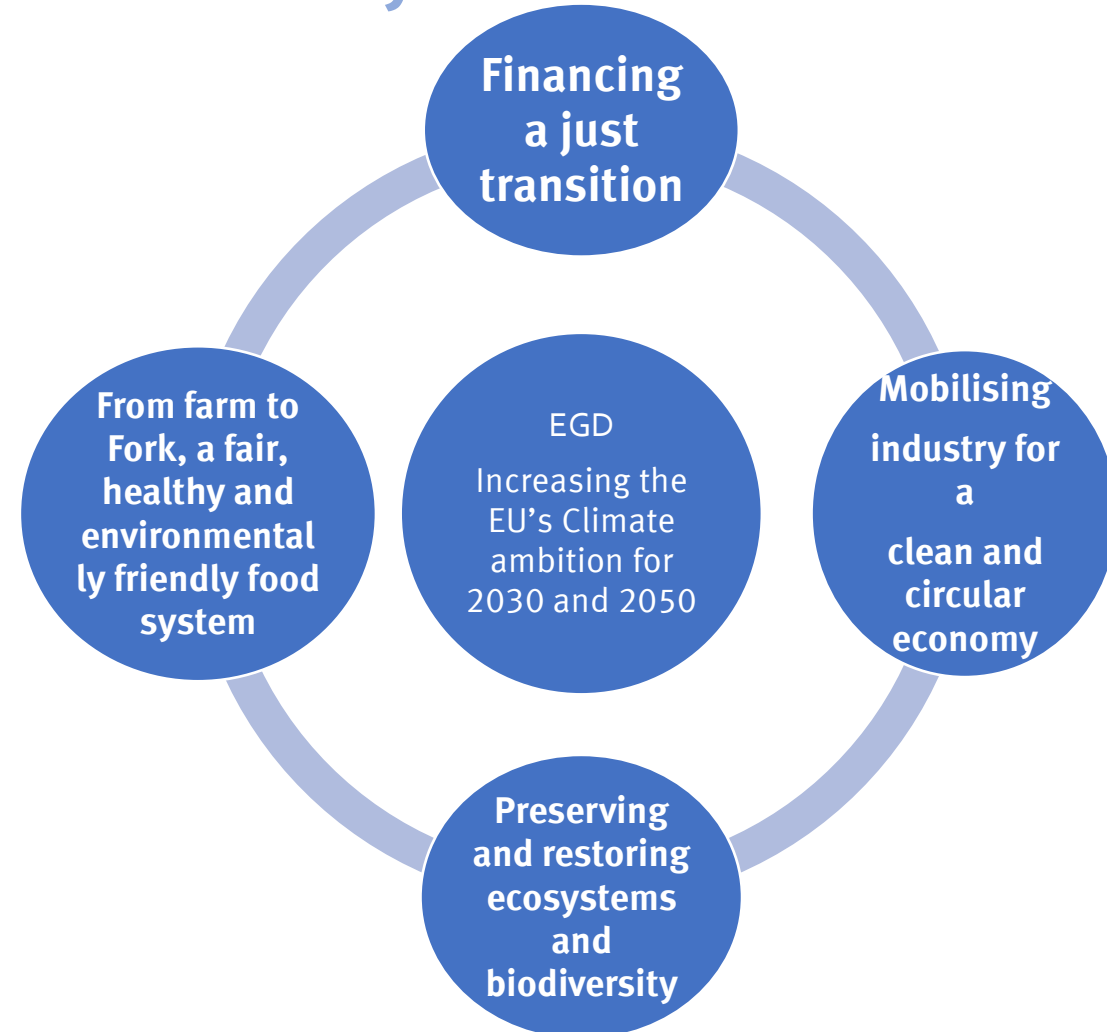 Financing
a just
transition
Mobilising
industry for
a
clean and
circular
economy
From farm to
Fork, a fair,
healthy and
environmental
ly friendly food
system
EGD
Increasing the
EU's Climate
ambition for
2030 and 2050
Preserving
and restoring
ecosystems
and
biodiversity